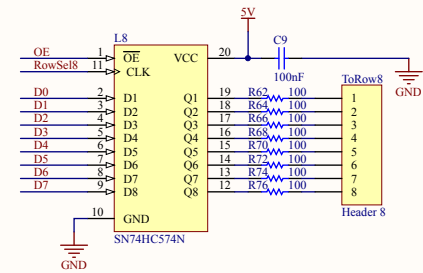 5V
L8
C9
OE 1 OE VCC 20
RowSel8 11 CLK
100nF
ToRow8
GND
D0 2 D1 Q1 19 R62 100 1
D1 3 D2 Q2 18 R64 100 2
D2 4 D3 Q3 17 R66 100 3
D3 5 D4 Q4 16 R68 100 4
D4 6 D5 Q5 15 R70 100 5
D5 7 D6 Q6 14 R72 100 6
D6 8 D7 Q7 13 R74 100 7
D7 9 D8 Q8 12 R76 100 8
10 GND
Header 8
SN74HC574N
GND